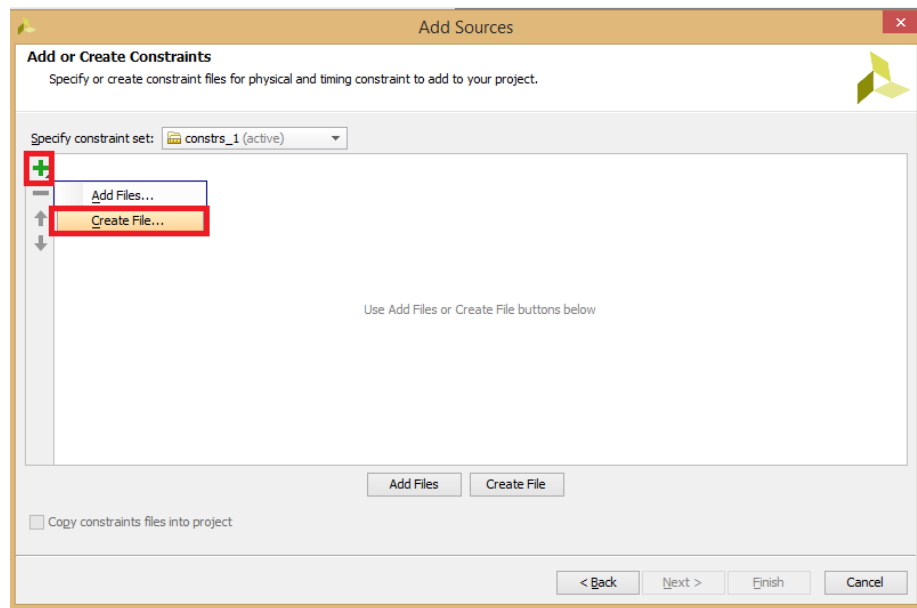 Add Sources
Add or Create Constraints
Specify or create constraint files for physical and timing constraint to add to your project.
Specify constraint set: constrs_1 (active)
Add Files...
Create File...
Use Add Files or Create File buttons below
Add Files Create File
Copy constraints files into project
< Back Next > Finish Cancel